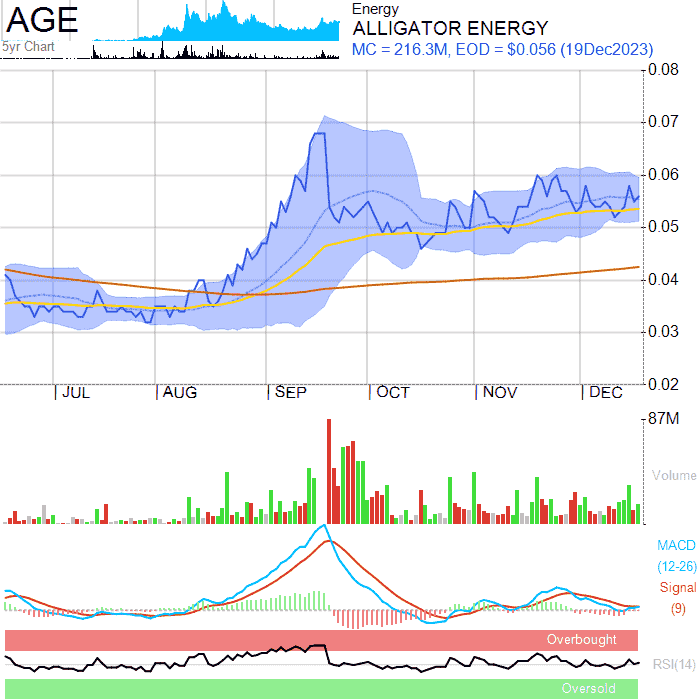 AGE
5yr Chart
Energy
ALLIGATOR ENERGY
MC = 216.3M, EOD = $0.056 (19Dec2023)
0.08
0.07
0.06
0.05
0.04
0.03
0.02
JUL AUG SEP OCT NOV DEC
87M
Volume
MACD
(12-26)
Signal
(9)
Overbought
RSI(14)
Oversold